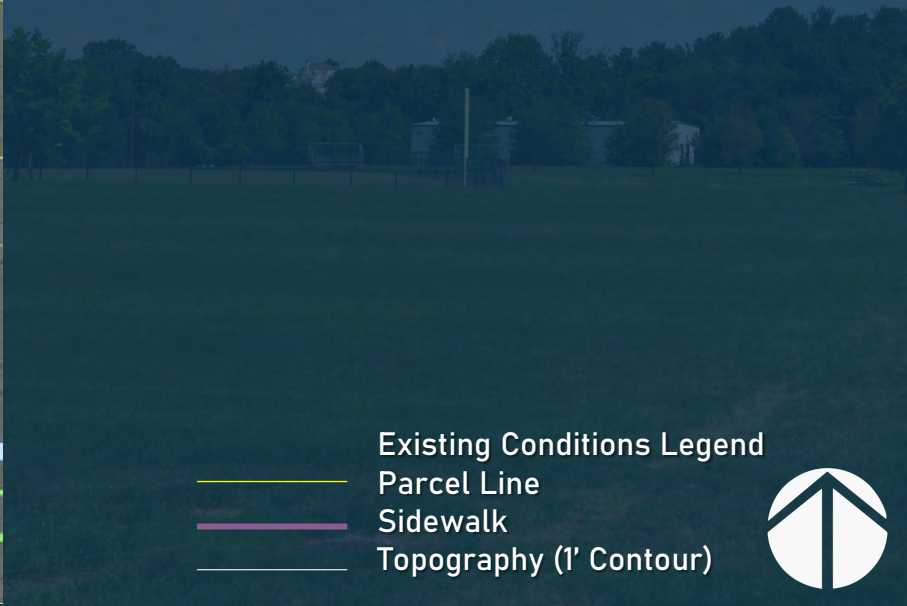 Existing Conditions Legend
Parcel Line
Sidewalk
Topography (1’ Contour)